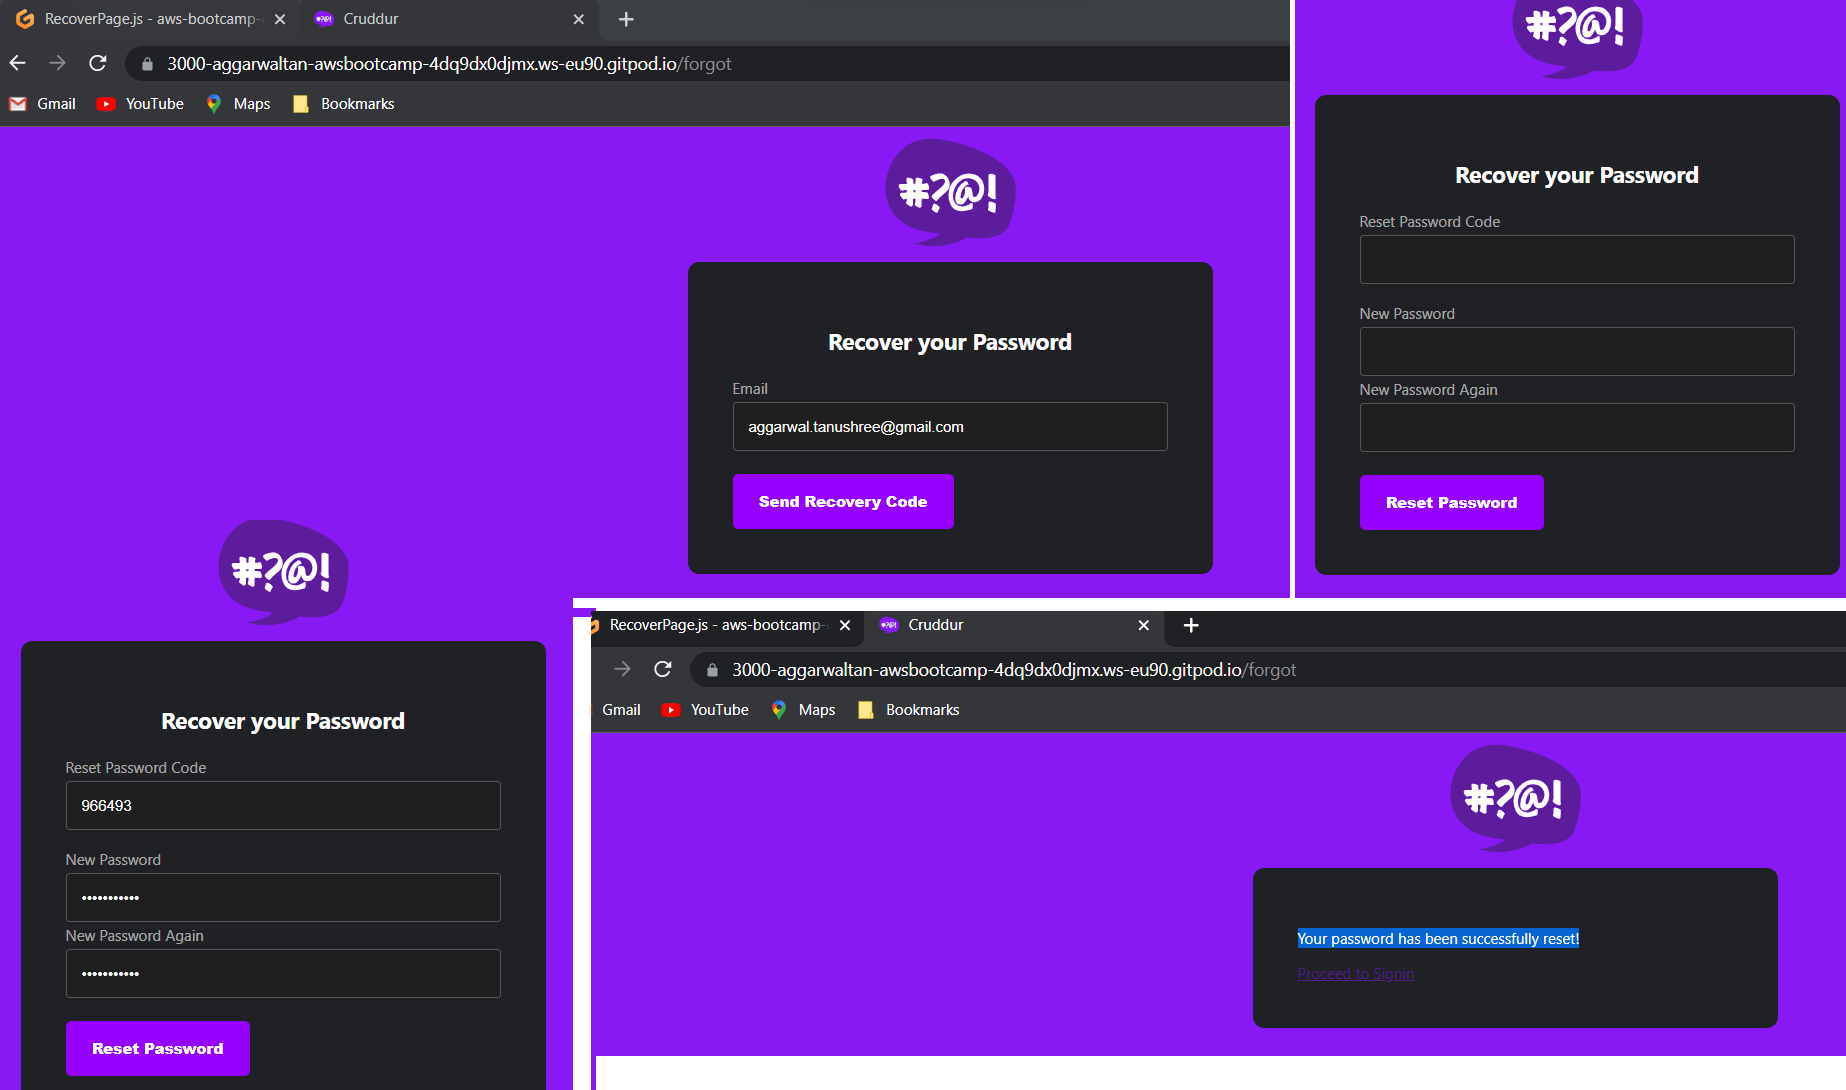 RecoverPage.js - aws-bootcamp-
Cruddur
3000-aggarwaltan-awsbootcamp-4dq9dx0djmx.ws-eu90.gitpod.io/forgot
Gmail
YouTube
Maps
Bookmarks
#?@!
Recover your Password
Email
aggarwal.tanushree@gmail.com
Send Recovery Code
#?@!
Recover your Password
Reset Password Code
New Password
New Password Again
Reset Password
#?@!
Recover your Password
Reset Password Code
966493
New Password
•••••••••••
New Password Again
•••••••••••
Reset Password
RecoverPage.js - aws-bootcamp-
Cruddur
3000-aggarwaltan-awsbootcamp-4dq9dx0djmx.ws-eu90.gitpod.io/forgot
Gmail
YouTube
Maps
Bookmarks
#?@!
Your password has been successfully reset!
Proceed to Signin